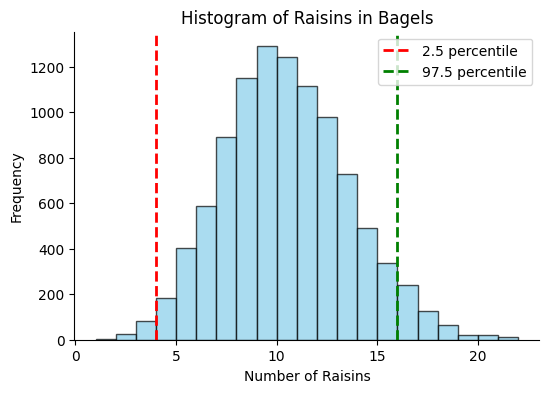 Histogram of Raisins in Bagels
2.5 percentile
97.5 percentile
1200
1000
800
600
400
200
0
Frequency
0 5 10 15 20
Number of Raisins